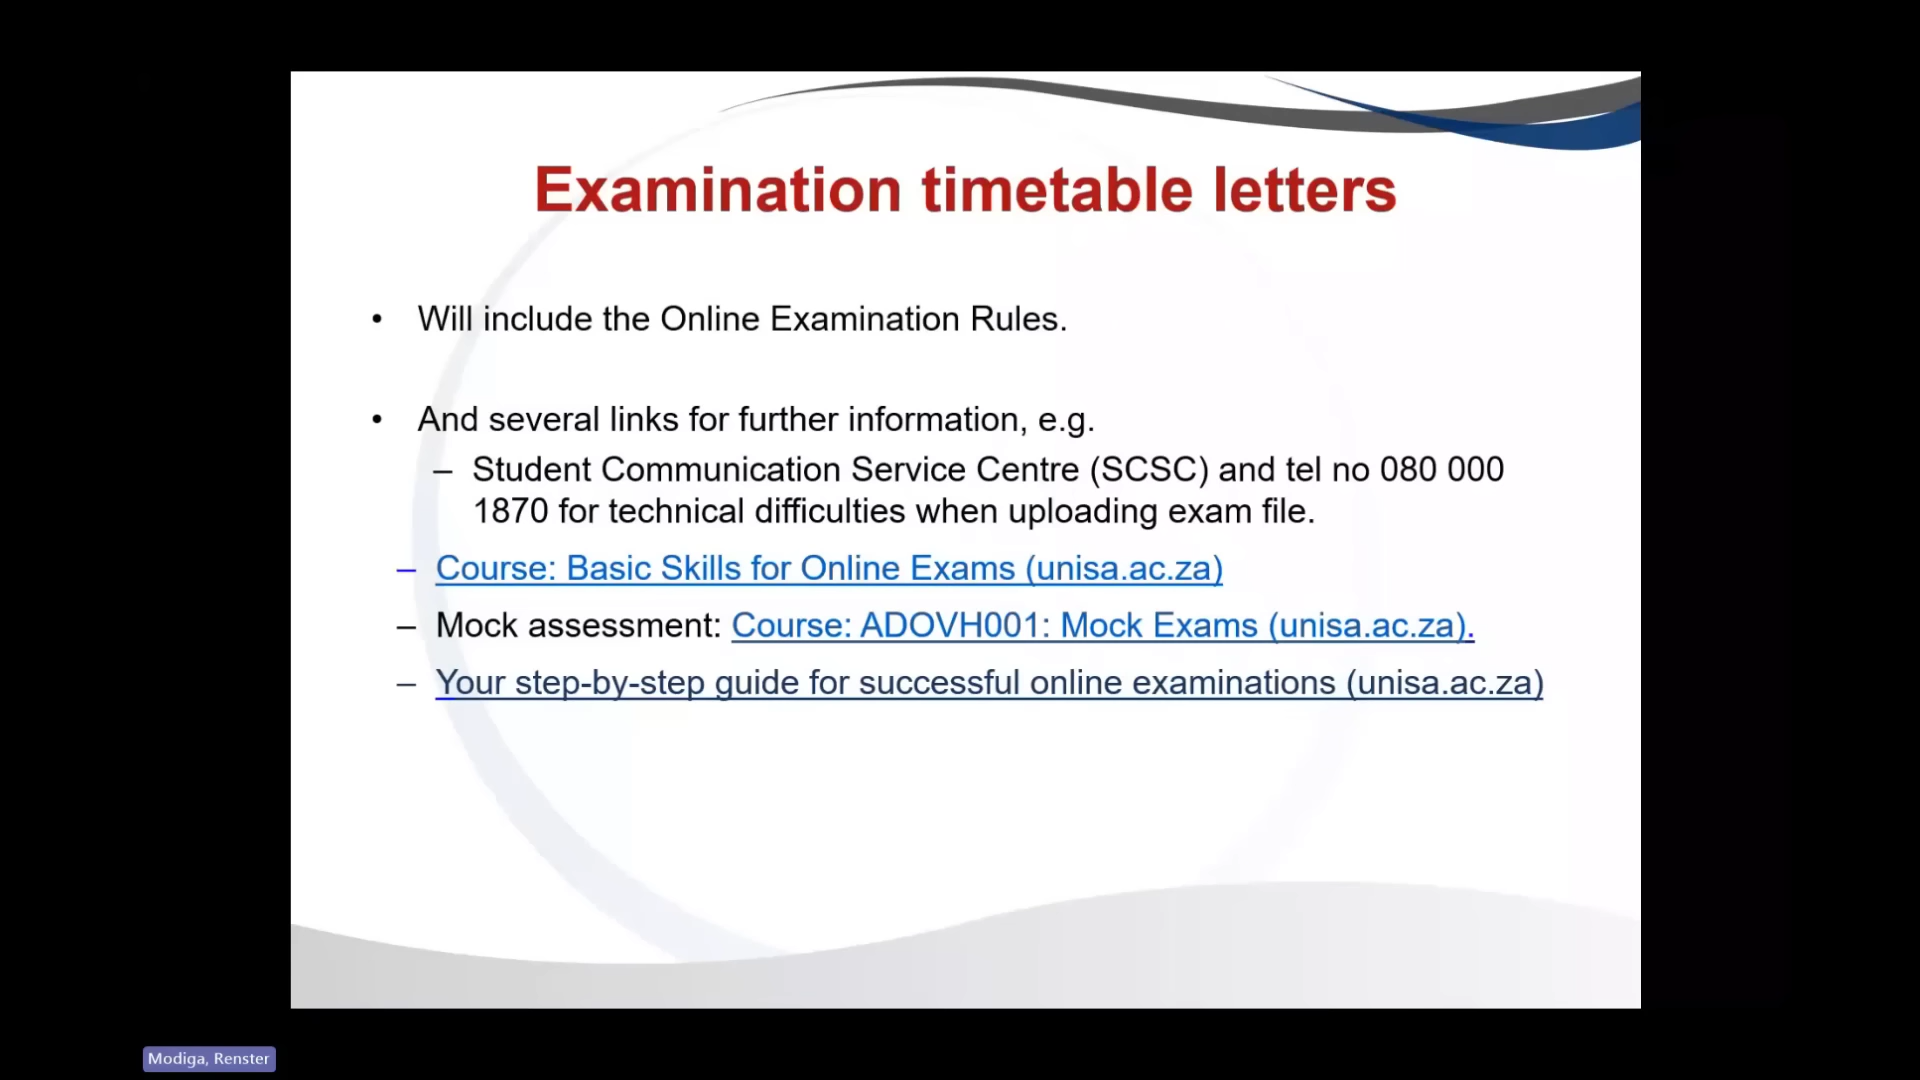 Examination timetable letters
• Will include the Online Examination Rules.
• And several links for further information, e.g.
– Student Communication Service Centre (SCSC) and tel no 080 000
1870 for technical difficulties when uploading exam file.
– Course: Basic Skills for Online Exams (unisa.ac.za)
– Mock assessment: Course: ADOVH001: Mock Exams (unisa.ac.za).
– Your step-by-step guide for successful online examinations (unisa.ac.za)
Modiga, Renster